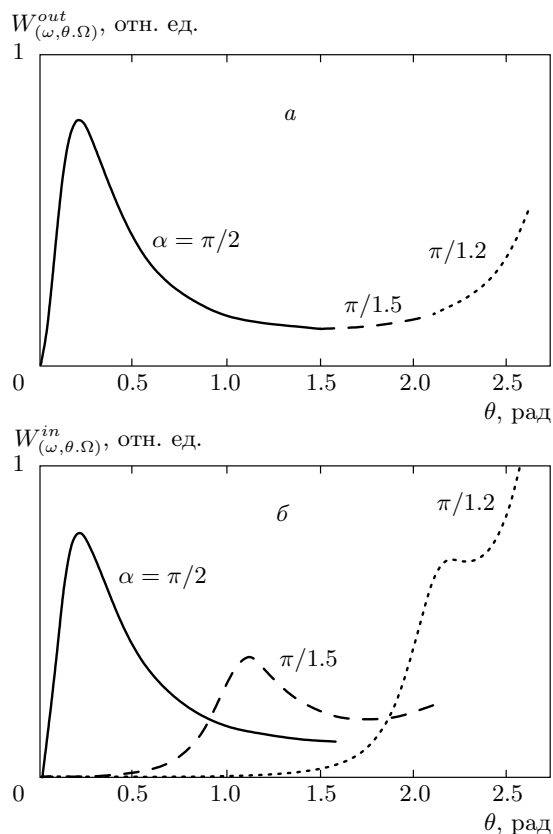 W^{out}_{(ω,θ.Ω)}, отн. ед.
1
а
α = π/2
π/1.5
π/1.2
0
0.5
1.0
1.5
2.0
2.5
θ, рад
W^{in}_{(ω,θ.Ω)}, отн. ед.
1
б
π/1.2
α = π/2
π/1.5
0
0.5
1.0
1.5
2.0
2.5
θ, рад